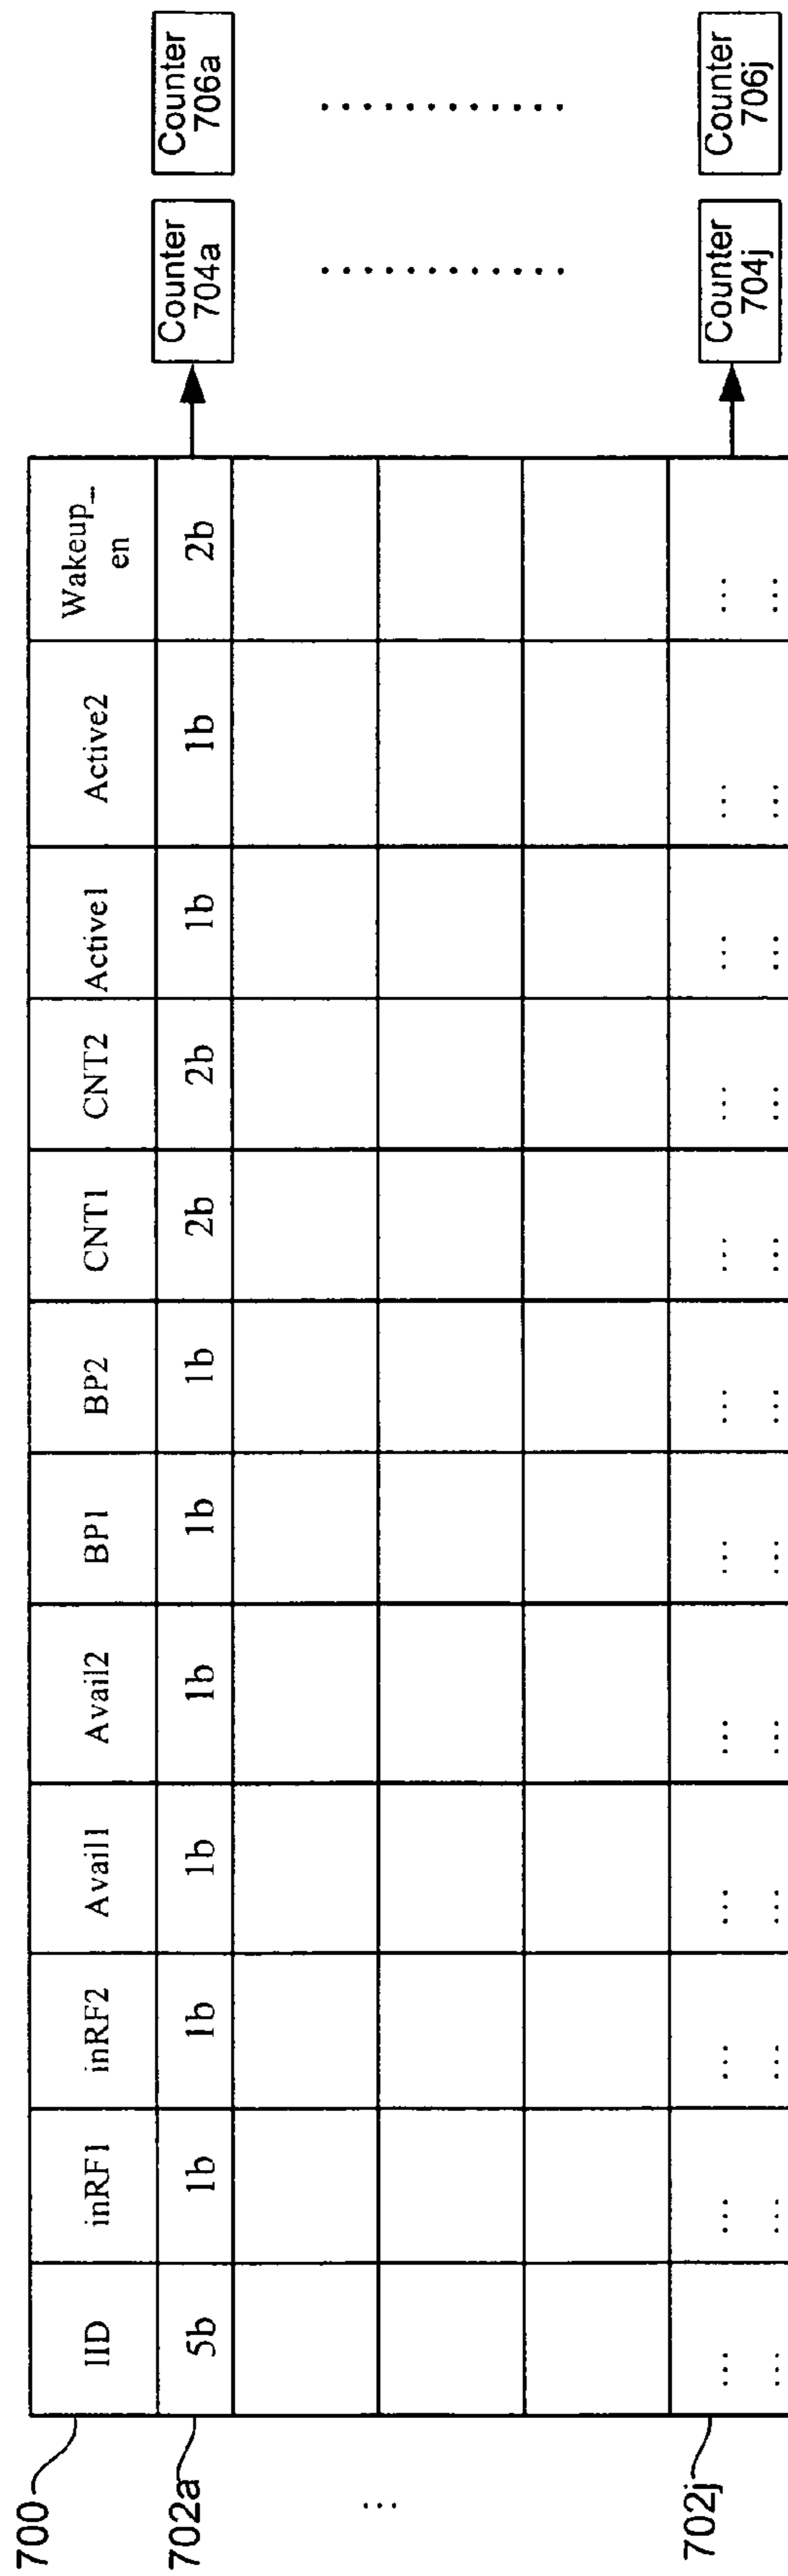 700
IID
inRF1
inRF2
Avail1
Avail2
BP1
BP2
CNT1
CNT2
Active1
Active2
Wakeup_
en
702a
5b
1b
1b
1b
1b
1b
1b
2b
2b
1b
1b
2b
Counter
704a
Counter
706a
702j
Counter
704j
Counter
706j